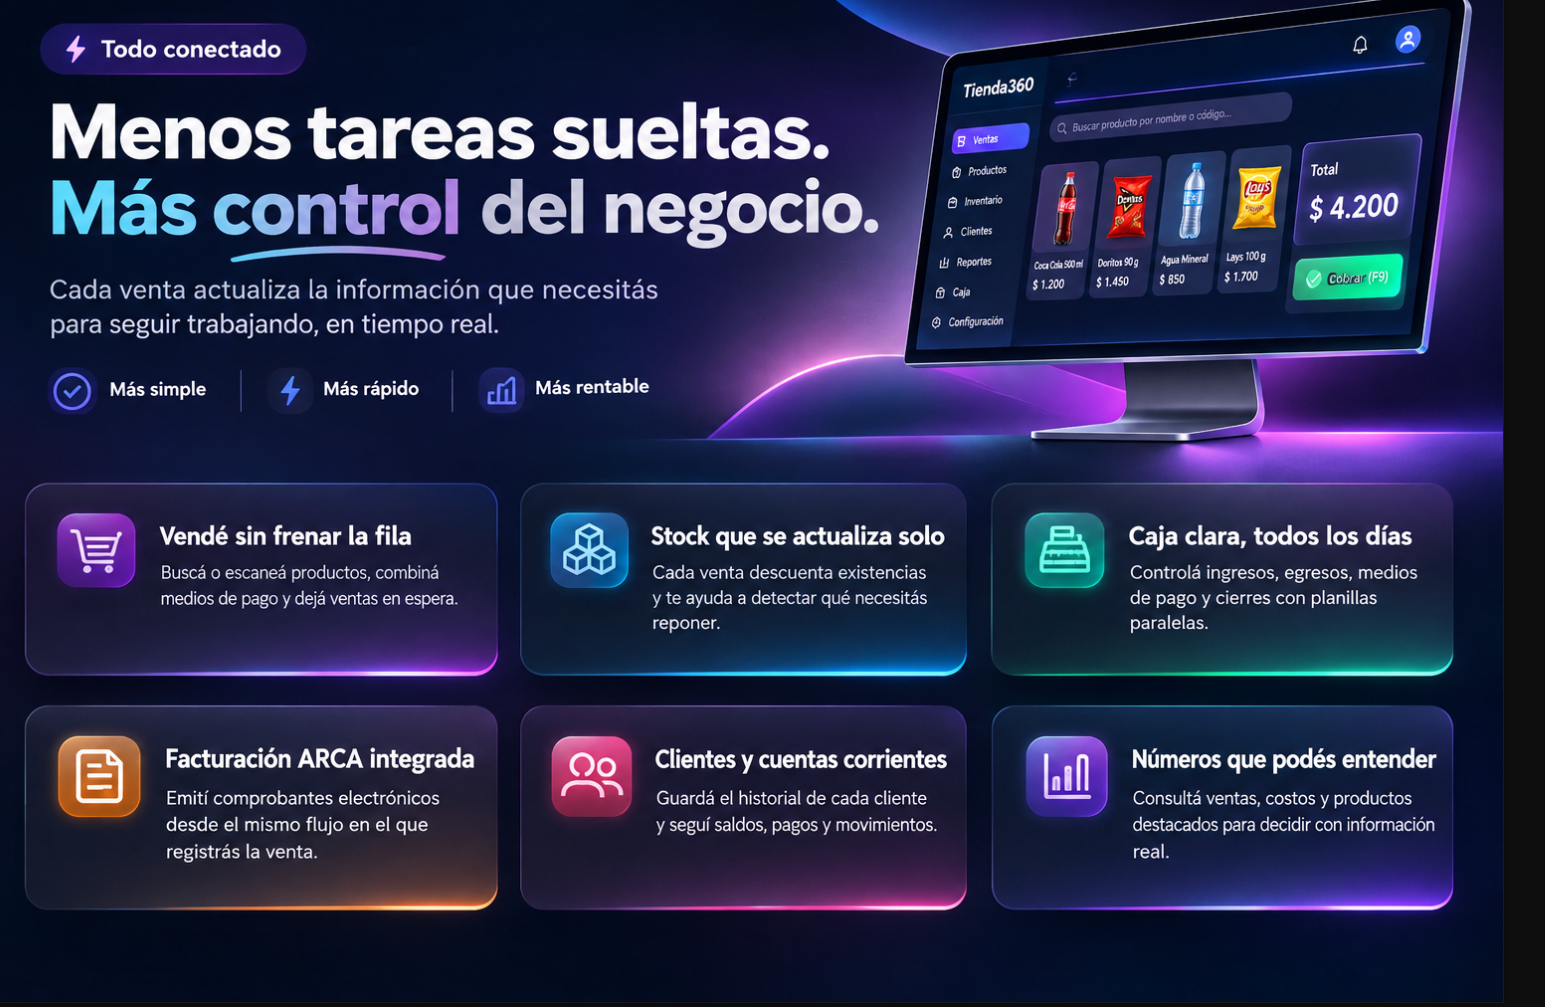 Todo conectado
Menos tareas sueltas.
Más control del negocio.
Cada venta actualiza la información que necesitás
para seguir trabajando, en tiempo real.
Más simple
Más rápido
Más rentable
Tienda360
Buscar producto por nombre o código...
Ventas
Productos
Inventario
Clientes
Reportes
Caja
Configuración
Coca Cola 500 ml
$ 1.200
Doritos
Doritos 90 g
$ 1.450
Agua Mineral
$ 850
Lay's
Lays 100 g
$ 1.700
Total
$ 4.200
Cobrar (F9)
Vendé sin frenar la fila
Buscá o escaneá productos, combiná
medios de pago y dejá ventas en espera.
Stock que se actualiza solo
Cada venta descuenta existencias
y te ayuda a detectar qué necesitás
reponer.
Caja clara, todos los días
Controlá ingresos, egresos, medios
de pago y cierres con planillas
paralelas.
Facturación ARCA integrada
Emití comprobantes electrónicos
desde el mismo flujo en el que
registrás la venta.
Clientes y cuentas corrientes
Guardá el historial de cada cliente
y seguí saldos, pagos y movimientos.
Números que podés entender
Consultá ventas, costos y productos
destacados para decidir con información
real.